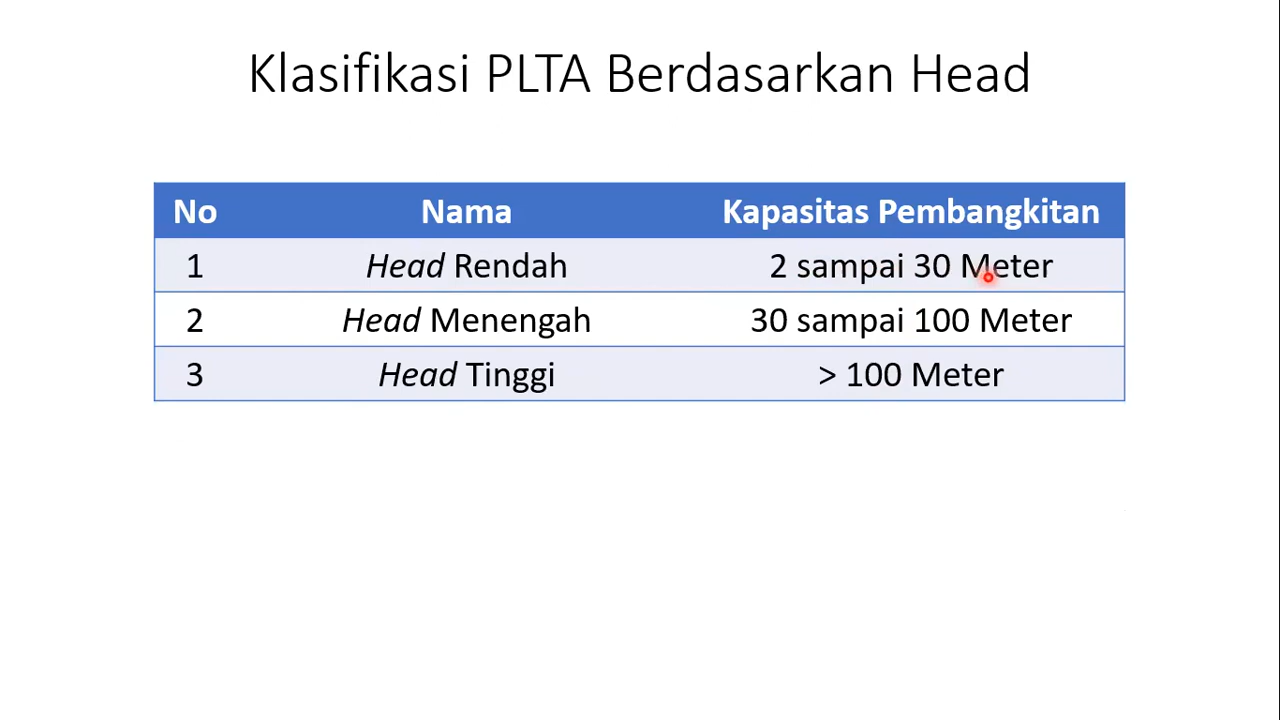 Klasifikasi PLTA Berdasarkan Head
No Nama Kapasitas Pembangkitan
1 Head Rendah 2 sampai 30 Meter
2 Head Menengah 30 sampai 100 Meter
3 Head Tinggi > 100 Meter